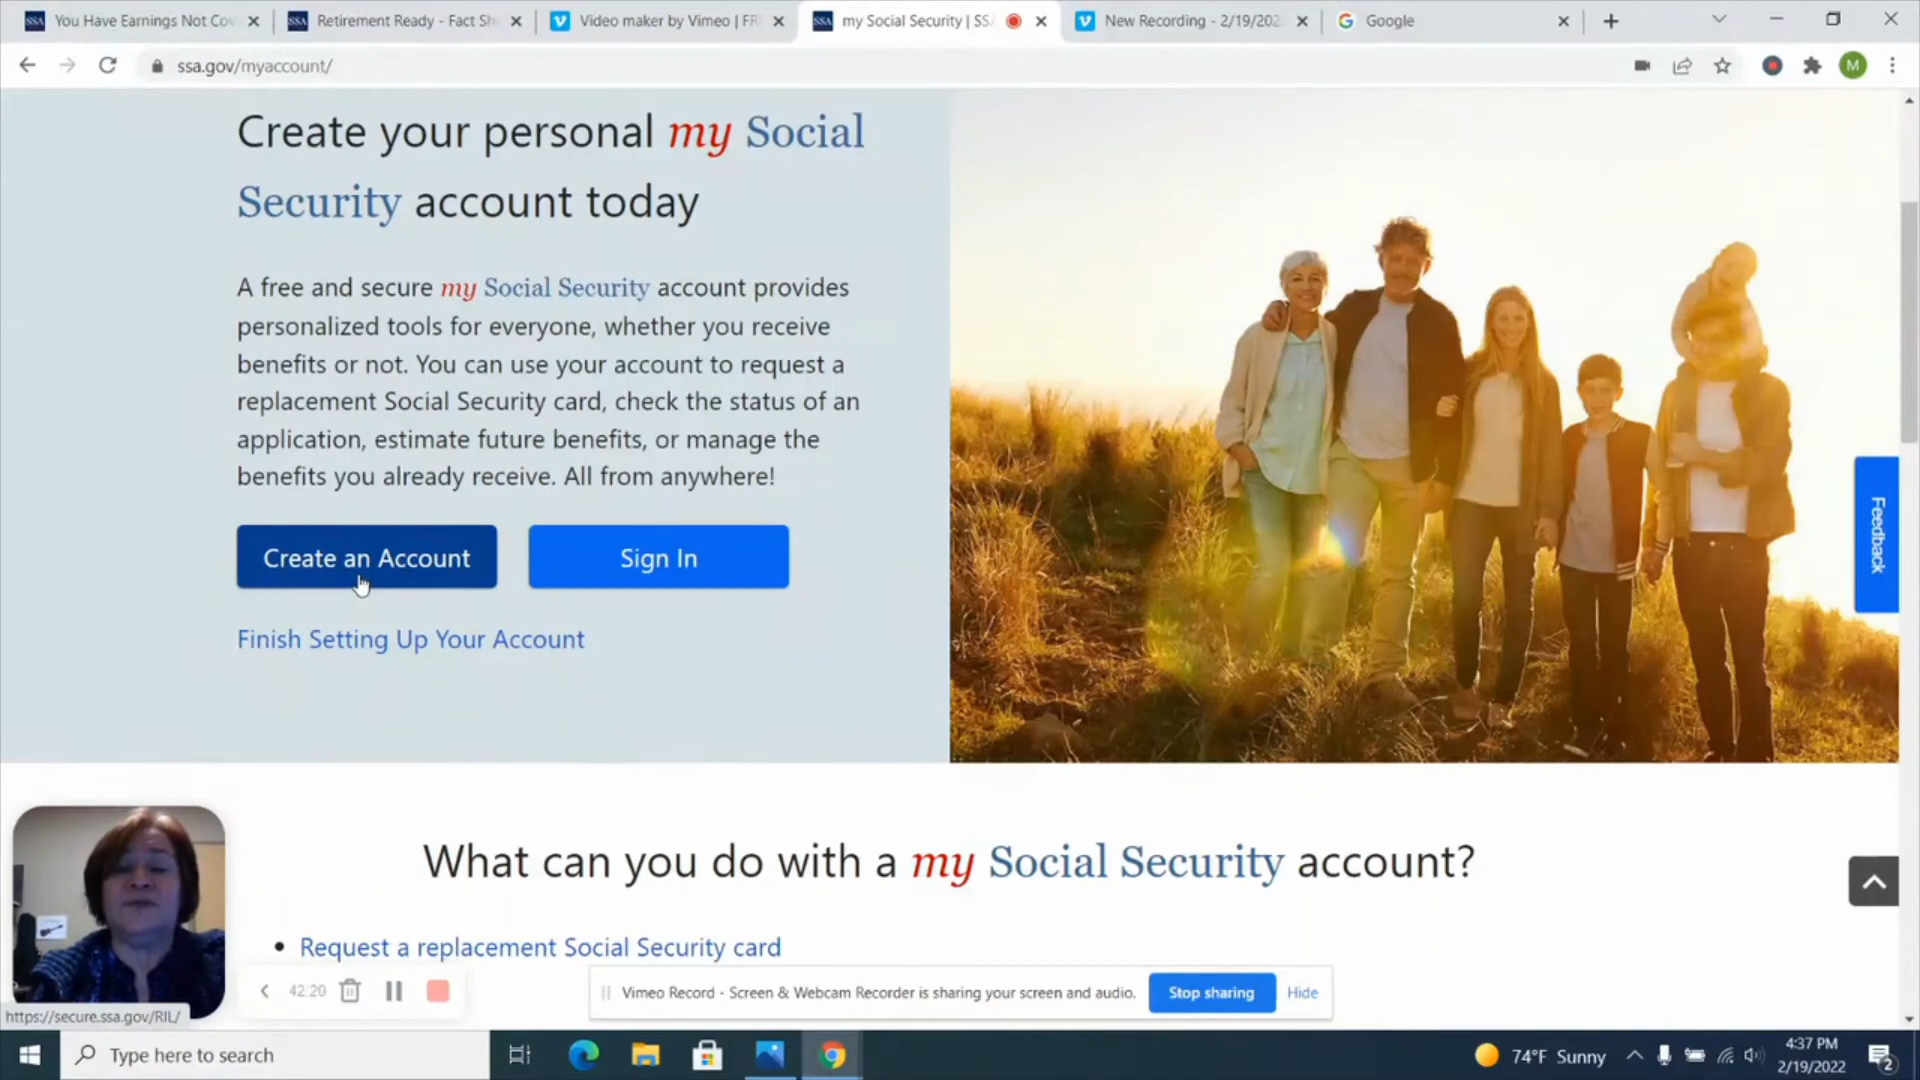 You Have Earnings Not Cov
Retirement Ready - Fact Sh
Video maker by Vimeo | FR
my Social Security | SSA
New Recording - 2/19/202
Google
ssa.gov/myaccount/
M
Create your personal my Social
Security account today
A free and secure my Social Security account provides
personalized tools for everyone, whether you receive
benefits or not. You can use your account to request a
replacement Social Security card, check the status of an
application, estimate future benefits, or manage the
benefits you already receive. All from anywhere!
Create an Account
Sign In
Finish Setting Up Your Account
Feedback
What can you do with a my Social Security account?
• Request a replacement Social Security card
42:20
Vimeo Record - Screen & Webcam Recorder is sharing your screen and audio.
Stop sharing
Hide
https://secure.ssa.gov/RIL/
Type here to search
74°F Sunny
4:37 PM
2/19/2022
2